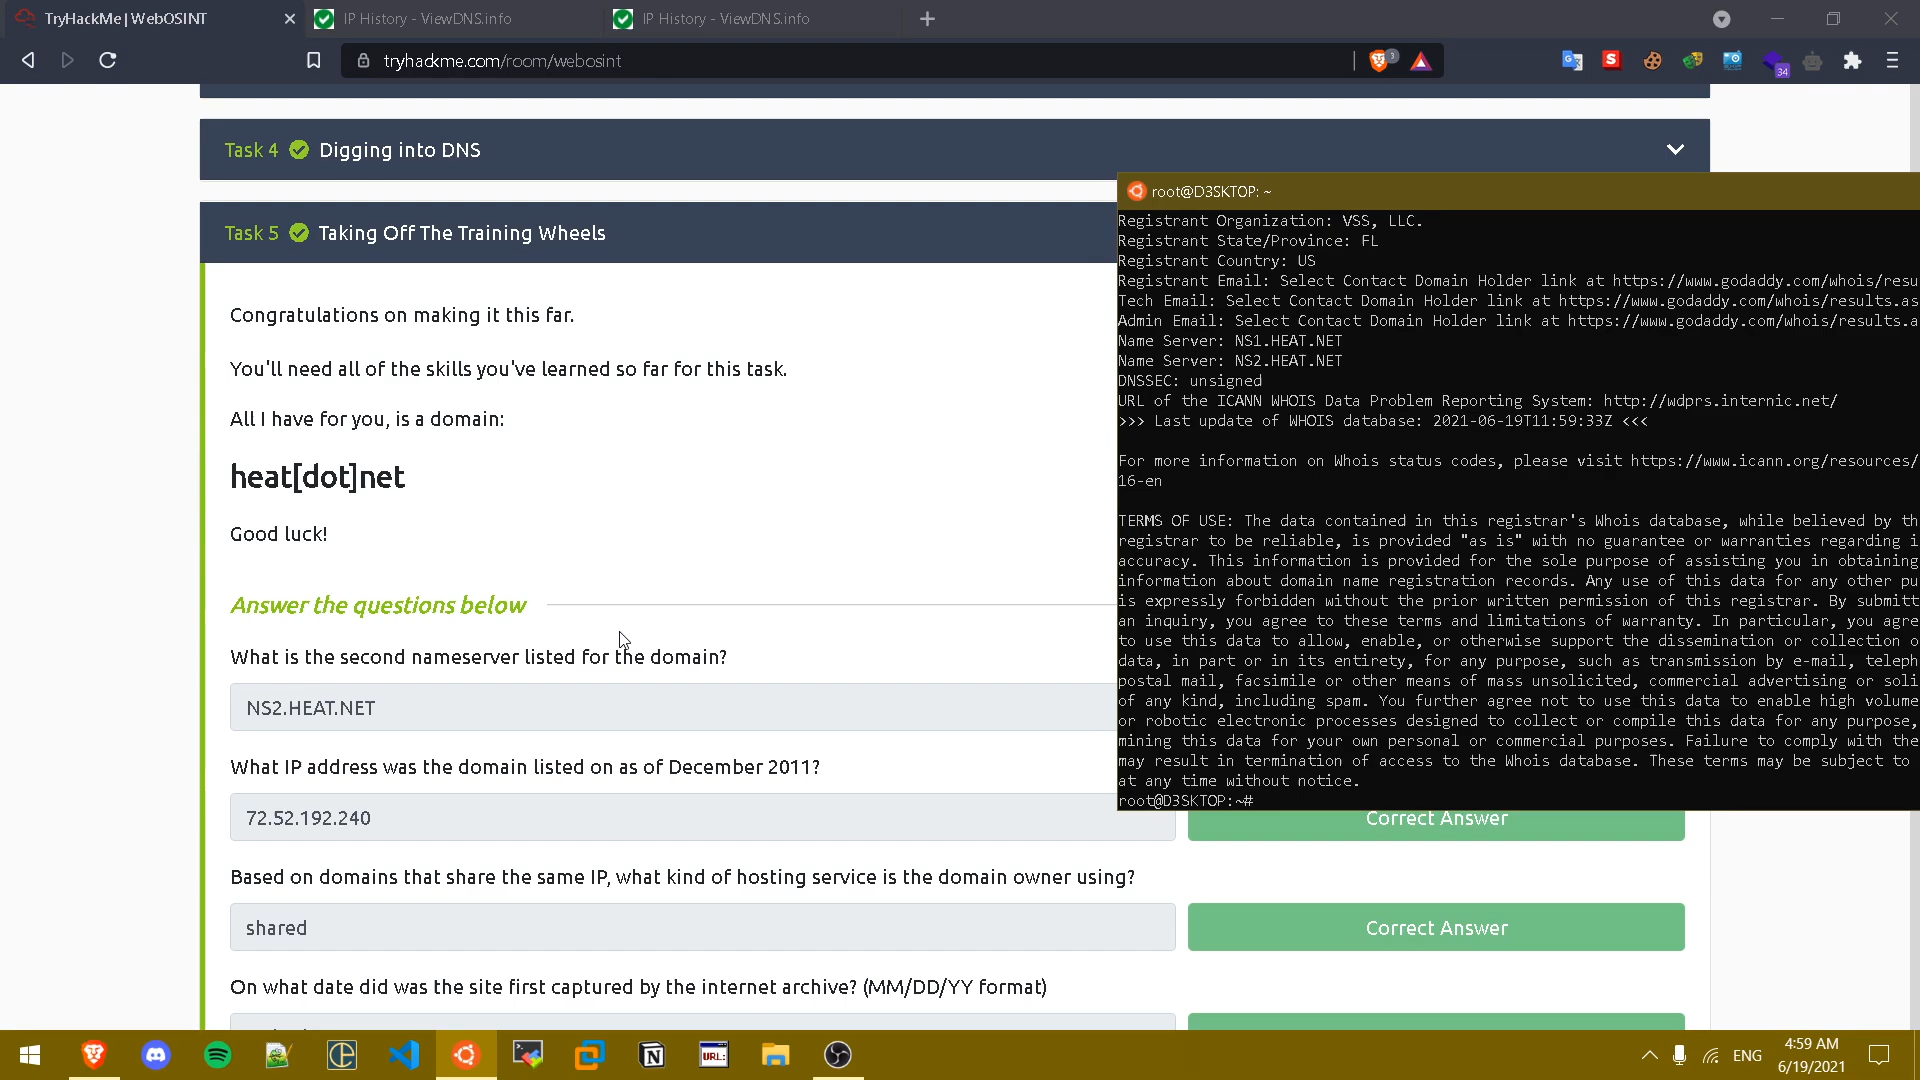 TryHackMe | WebOSINT
IP History - ViewDNS.info
IP History - ViewDNS.info
tryhackme.com/room/webosint
3
34
Task 4 Digging into DNS
Task 5 Taking Off The Training Wheels
Congratulations on making it this far.
You'll need all of the skills you've learned so far for this task.
All I have for you, is a domain:
heat[dot]net
Good luck!
Answer the questions below
What is the second nameserver listed for the domain?
NS2.HEAT.NET
What IP address was the domain listed on as of December 2011?
72.52.192.240
Correct Answer
Based on domains that share the same IP, what kind of hosting service is the domain owner using?
shared
Correct Answer
On what date did was the site first captured by the internet archive? (MM/DD/YY format)
root@D3SKTOP: ~
Registrant Organization: VSS, LLC.
Registrant State/Province: FL
Registrant Country: US
Registrant Email: Select Contact Domain Holder link at https://www.godaddy.com/whois/resu
Tech Email: Select Contact Domain Holder link at https://www.godaddy.com/whois/results.as
Admin Email: Select Contact Domain Holder link at https://www.godaddy.com/whois/results.a
Name Server: NS1.HEAT.NET
Name Server: NS2.HEAT.NET
DNSSEC: unsigned
URL of the ICANN WHOIS Data Problem Reporting System: http://wdprs.internic.net/
>>> Last update of WHOIS database: 2021-06-19T11:59:33Z <<<
For more information on Whois status codes, please visit https://www.icann.org/resources/
16-en
TERMS OF USE: The data contained in this registrar's Whois database, while believed by th
registrar to be reliable, is provided "as is" with no guarantee or warranties regarding i
accuracy. This information is provided for the sole purpose of assisting you in obtaining
information about domain name registration records. Any use of this data for any other pu
is expressly forbidden without the prior written permission of this registrar. By submitt
an inquiry, you agree to these terms and limitations of warranty. In particular, you agre
to use this data to allow, enable, or otherwise support the dissemination or collection o
data, in part or in its entirety, for any purpose, such as transmission by e-mail, teleph
postal mail, facsimile or other means of mass unsolicited, commercial advertising or soli
of any kind, including spam. You further agree not to use this data to enable high volume
or robotic electronic processes designed to collect or compile this data for any purpose,
mining this data for your own personal or commercial purposes. Failure to comply with the
may result in termination of access to the Whois database. These terms may be subject to
at any time without notice.
root@D3SKTOP:~#
URL:
ENG
4:59 AM
6/19/2021